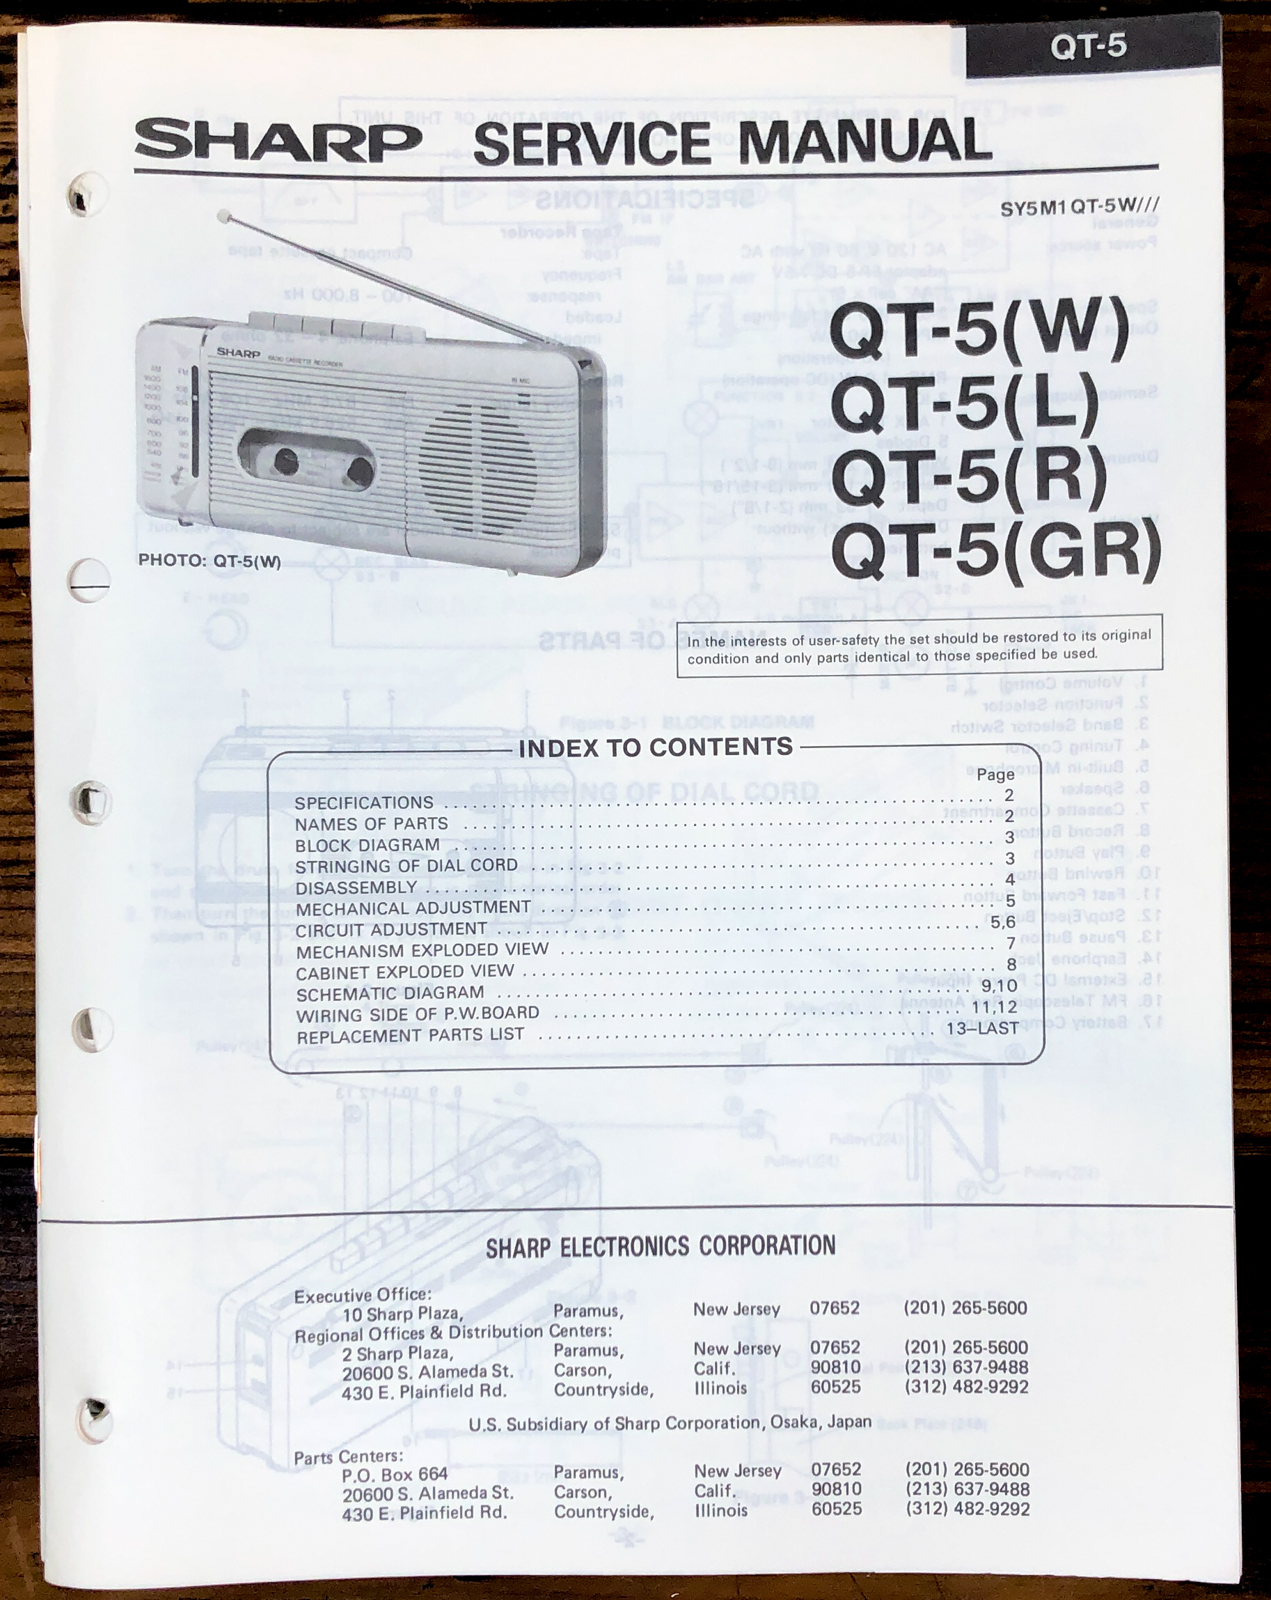 QT-5
SHARP SERVICE MANUAL
SY5M1QT-5W///
QT-5(W)
QT-5(L)
QT-5(R)
QT-5(GR)
SHARP RADIO CASSETTE RECORDER
PHOTO: QT-5(W)
In the interests of user-safety the set should be restored to its original
condition and only parts identical to those specified be used.
INDEX TO CONTENTS
Page
SPECIFICATIONS 2
NAMES OF PARTS 2
BLOCK DIAGRAM 3
STRINGING OF DIAL CORD 3
DISASSEMBLY 4
MECHANICAL ADJUSTMENT 5
CIRCUIT ADJUSTMENT 5,6
MECHANISM EXPLODED VIEW 7
CABINET EXPLODED VIEW 8
SCHEMATIC DIAGRAM 9,10
WIRING SIDE OF P.W.BOARD 11,12
REPLACEMENT PARTS LIST 13–LAST
SHARP ELECTRONICS CORPORATION
Executive Office:
10 Sharp Plaza, Paramus, New Jersey 07652 (201) 265-5600
Regional Offices & Distribution Centers:
2 Sharp Plaza, Paramus, New Jersey 07652 (201) 265-5600
20600 S. Alameda St. Carson, Calif. 90810 (213) 637-9488
430 E. Plainfield Rd. Countryside, Illinois 60525 (312) 482-9292
U.S. Subsidiary of Sharp Corporation, Osaka, Japan
Parts Centers:
P.O. Box 664 Paramus, New Jersey 07652 (201) 265-5600
20600 S. Alameda St. Carson, Calif. 90810 (213) 637-9488
430 E. Plainfield Rd. Countryside, Illinois 60525 (312) 482-9292